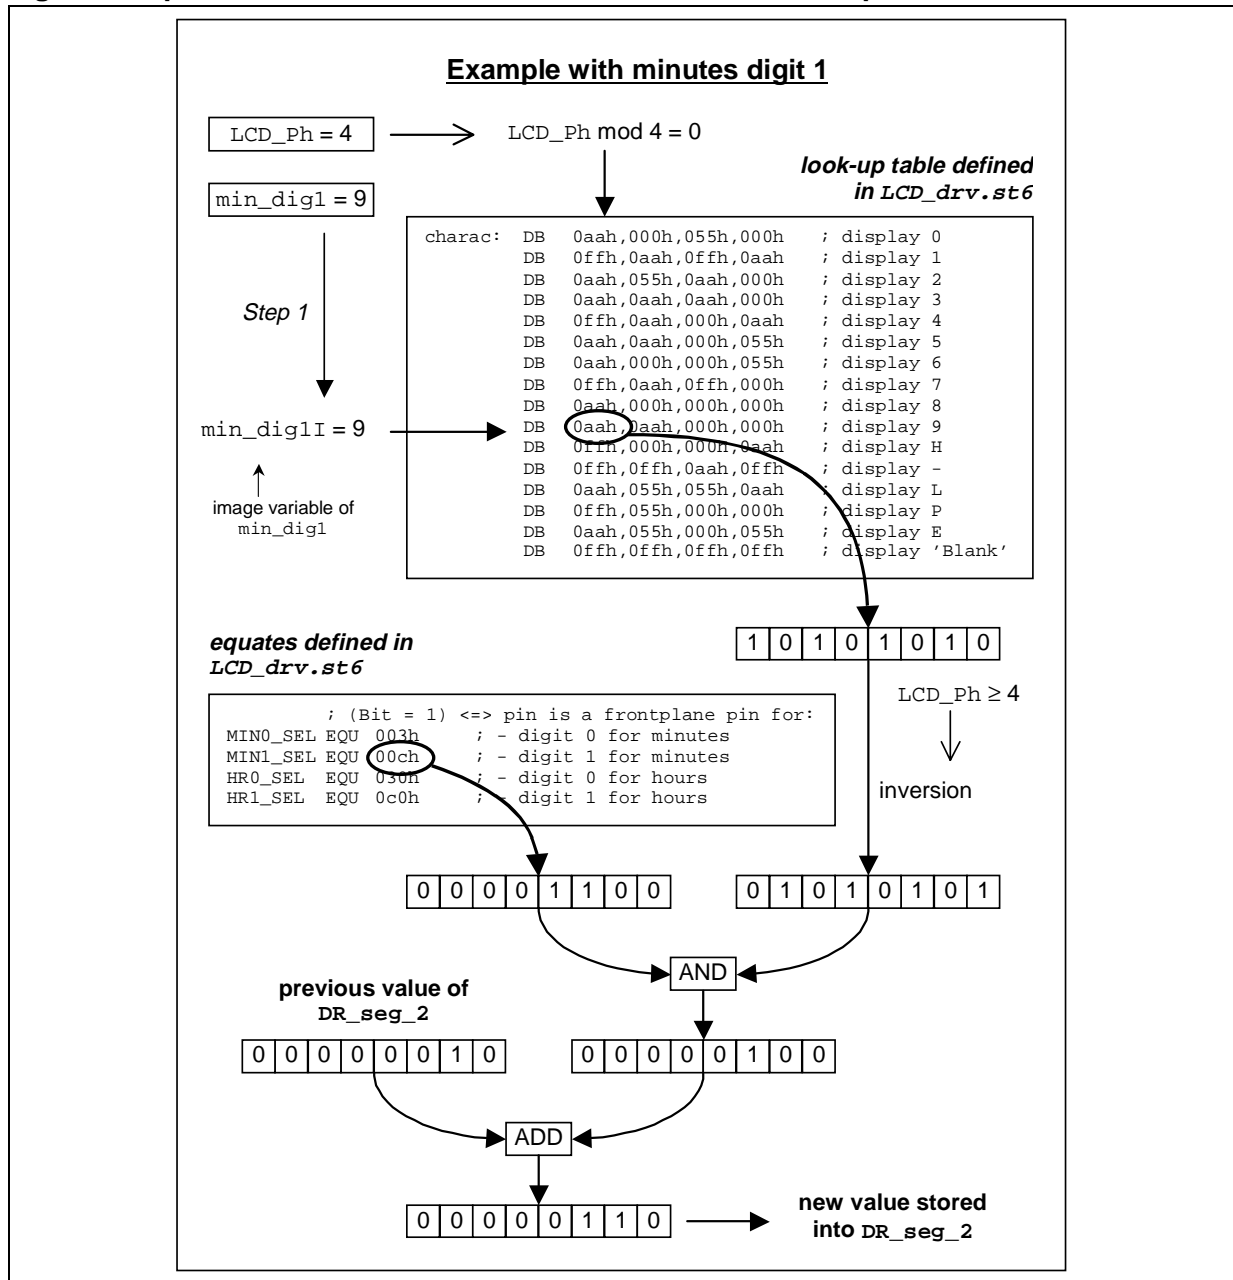 Example with minutes digit 1
LCD_Ph = 4
LCD_Ph mod 4 = 0
look-up table defined
in LCD_drv.st6
min_dig1 = 9
charac: DB 0aah,000h,055h,000h ; display 0
DB 0ffh,0aah,0ffh,0aah ; display 1
DB 0aah,055h,000h ; display 2
DB 0aah,0aah,0aah,000h ; display 3
DB 0ffh,0aah,000h,0aah ; display 4
DB 0aah,0aah,000h,055h ; display 5
DB 0aah,000h,000h,055h ; display 6
DB 0ffh,0aah,0ffh,000h ; display 7
DB 0aah,000h,000h,000h ; display 8
DB 0aah,0aah,000h,000h ; display 9
DB 0ffh,000h,000h,0aah ; display H
DB 0ffh,0ffh,0aah,0ffh ; display -
DB 0aah,055h,055h,0aah ; display L
DB 0ffh,055h,000h,000h ; display P
DB 0aah,055h,000h,055h ; display E
DB 0ffh,0ffh,0ffh,0ffh ; display 'Blank'
Step 1
min_dig1I = 9
image variable of
min_dig1
1 0 1 0 1 0 1 0
equates defined in
LCD_drv.st6
LCD_Ph ≥ 4
inversion
; (Bit = 1) <=> pin is a frontplane pin for:
MIN0_SEL EQU 003h ; - digit 0 for minutes
MIN1_SEL EQU 00ch ; - digit 1 for minutes
HR0_SEL EQU 030h ; - digit 0 for hours
HR1_SEL EQU 0c0h ; - digit 1 for hours
0 0 0 0 1 1 0 0
0 1 0 1 0 1 0 1
AND
previous value of
DR_seg_2
0 0 0 0 0 0 1 0
0 0 0 0 0 1 0 0
ADD
0 0 0 0 0 1 1 0
new value stored
into DR_seg_2